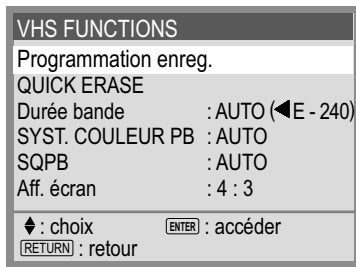 VHS FUNCTIONS
Programmation enreg.
QUICK ERASE
Durée bande : AUTO (◀E - 240)
SYST. COULEUR PB : AUTO
SQPB : AUTO
Aff. écran : 4 : 3
♦ : choix ENTER : accéder
RETURN : retour